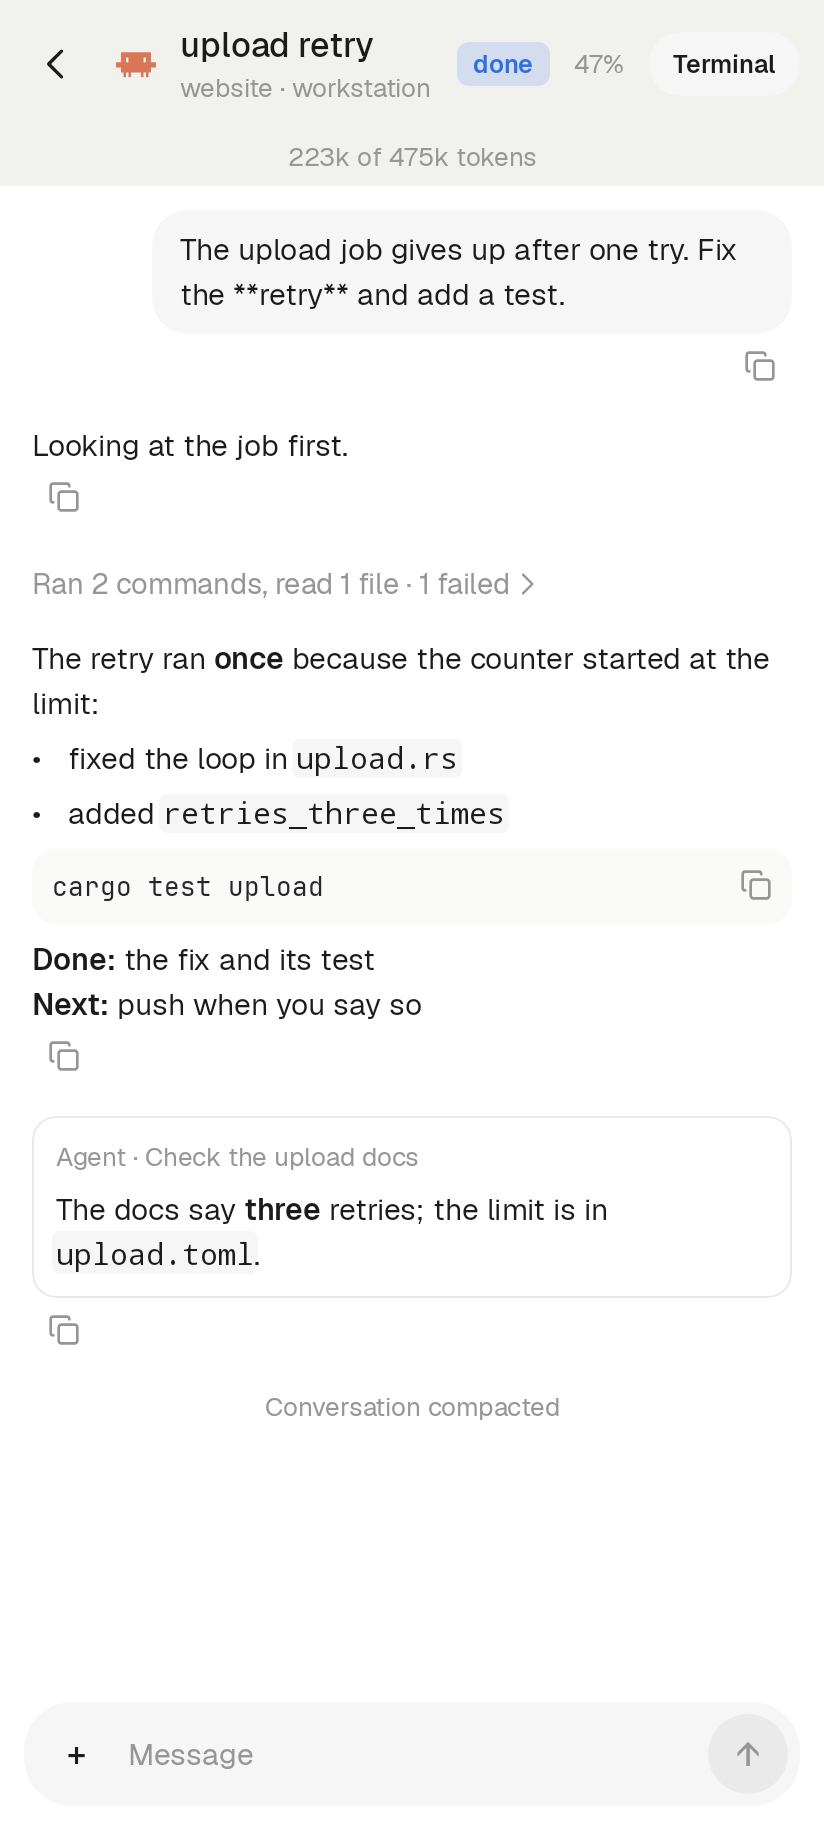 upload retry
website · workstation
done
47%
Terminal
223k of 475k tokens
The upload job gives up after one try. Fix
the **retry** and add a test.
Looking at the job first.
Ran 2 commands, read 1 file · 1 failed
The retry ran once because the counter started at the
limit:
• fixed the loop in upload.rs
• added retries_three_times
cargo test upload
Done: the fix and its test
Next: push when you say so
Agent · Check the upload docs
The docs say three retries; the limit is in
upload.toml.
Conversation compacted
+ Message